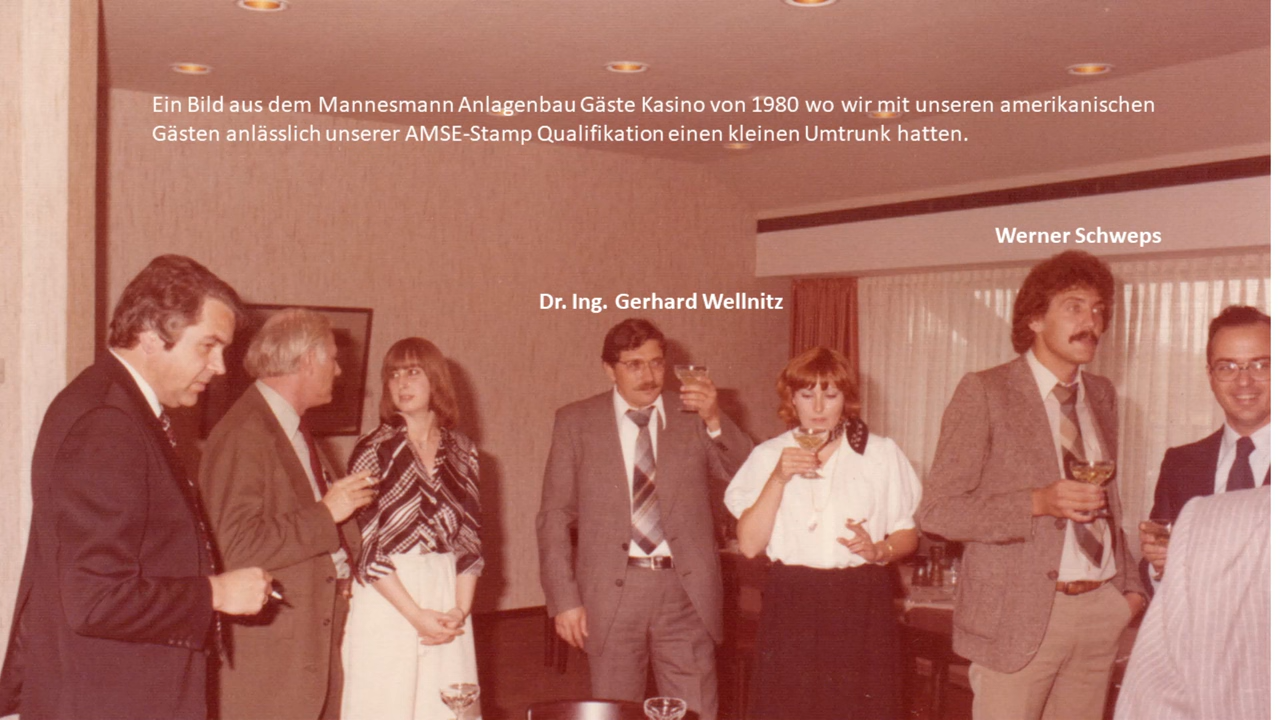 Ein Bild aus dem Mannesmann Anlagenbau Gäste Kasino von 1980 wo wir mit unseren amerikanischen
Gästen anlässlich unserer AMSE-Stamp Qualifikation einen kleinen Umtrunk hatten.
Werner Schweps
Dr. Ing. Gerhard Wellnitz